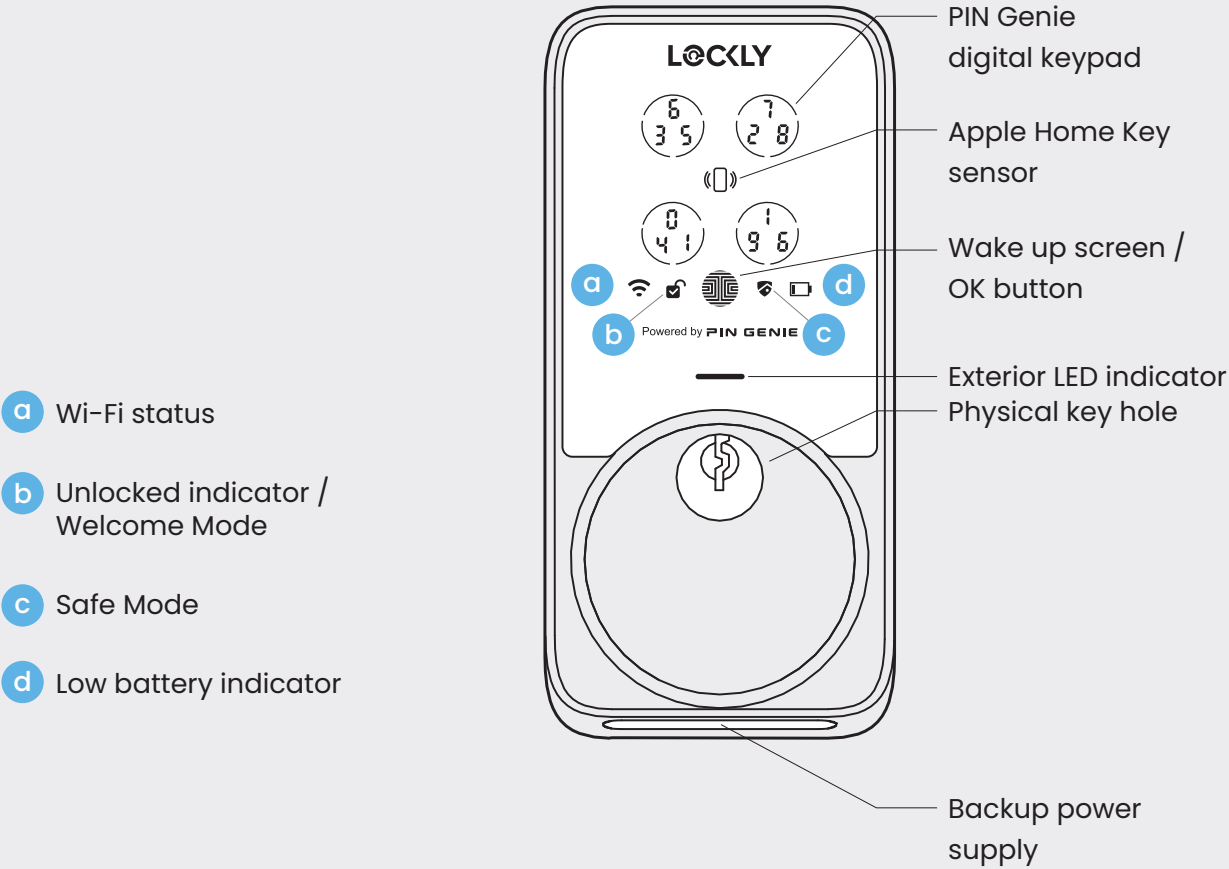 LOCKLY
6
3 5
7
2 8
0
4 1
1
9 6
a
b
c
d
Powered by PIN GENIE
PIN Genie
digital keypad
Apple Home Key
sensor
Wake up screen /
OK button
Exterior LED indicator
Physical key hole
Backup power
supply
a Wi-Fi status
b Unlocked indicator /
Welcome Mode
c Safe Mode
d Low battery indicator